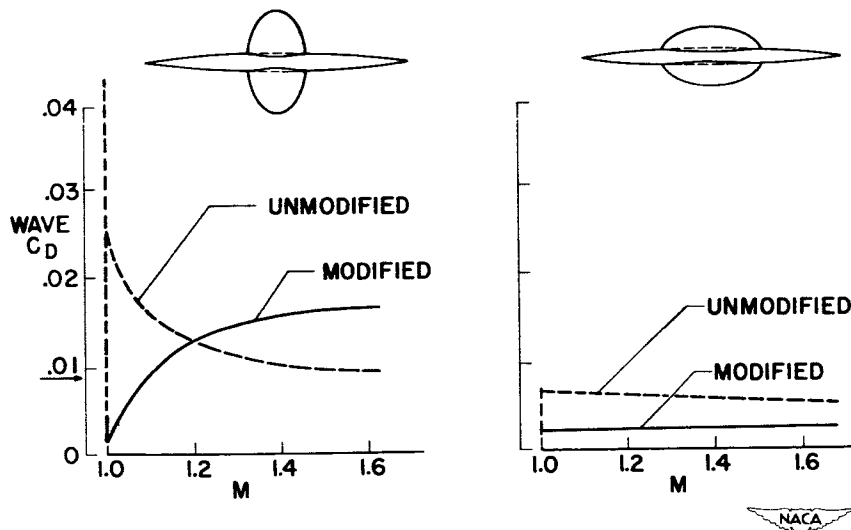 .04
.03
WAVE
CD
.02
.01
0
UNMODIFIED
MODIFIED
1.0 1.2 1.4 1.6
M
UNMODIFIED
MODIFIED
1.0 1.2 1.4 1.6
M
NACA